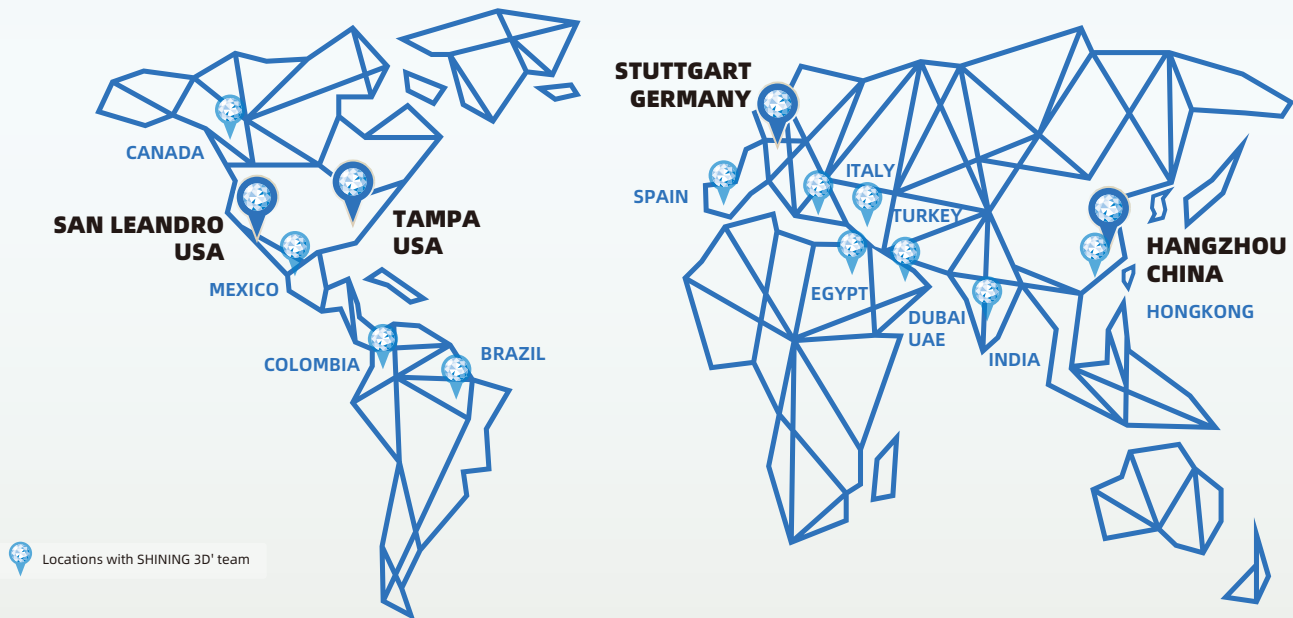 CANADA
SAN LEANDRO
USA
TAMPA
USA
MEXICO
COLOMBIA
BRAZIL
STUTTGART
GERMANY
SPAIN
ITALY
TURKEY
EGYPT
DUBAI
UAE
INDIA
HANGZHOU
CHINA
HONGKONG
Locations with SHINING 3D' team